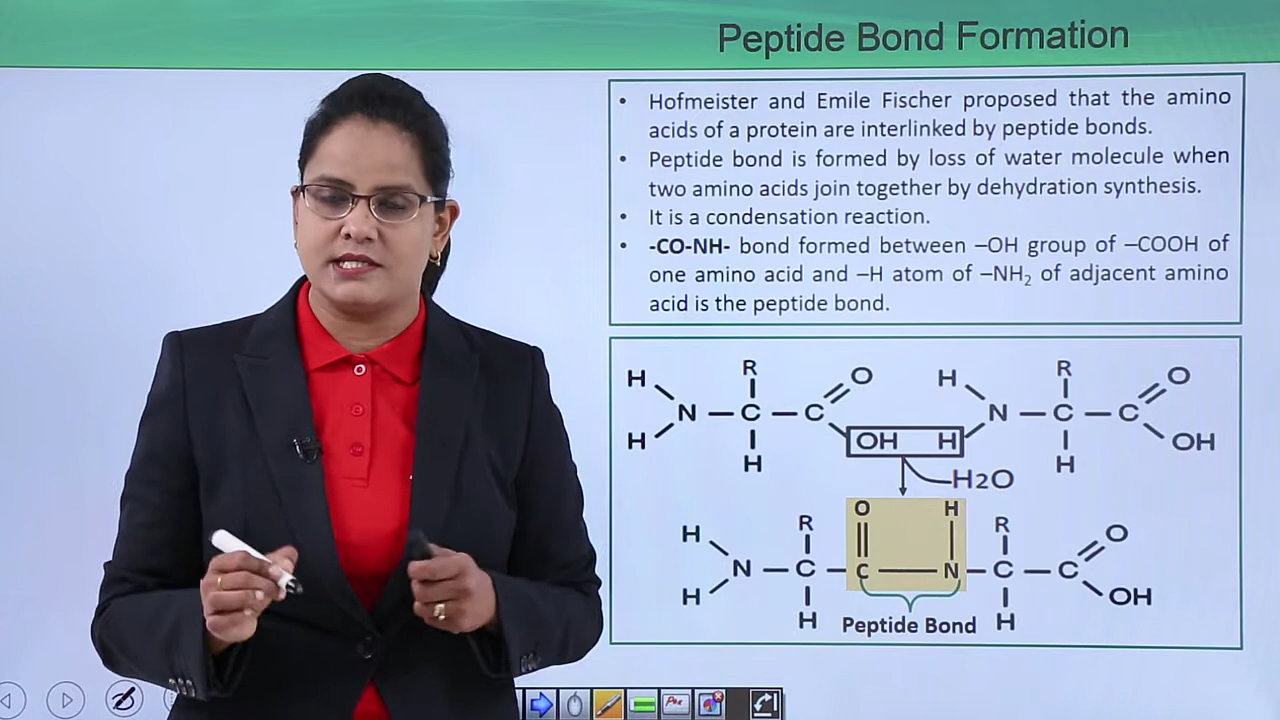 Peptide Bond Formation
• Hofmeister and Emile Fischer proposed that the amino
acids of a protein are interlinked by peptide bonds.
• Peptide bond is formed by loss of water molecule when
two amino acids join together by dehydration synthesis.
• It is a condensation reaction.
• -CO-NH- bond formed between –OH group of –COOH of
one amino acid and –H atom of –NH₂ of adjacent amino
acid is the peptide bond.
H R O H R O
N — C — C N — C — C
H OH H OH
H H
H2O
O H
H R R O
N — C — C — N — C — C
H OH
H Peptide Bond H